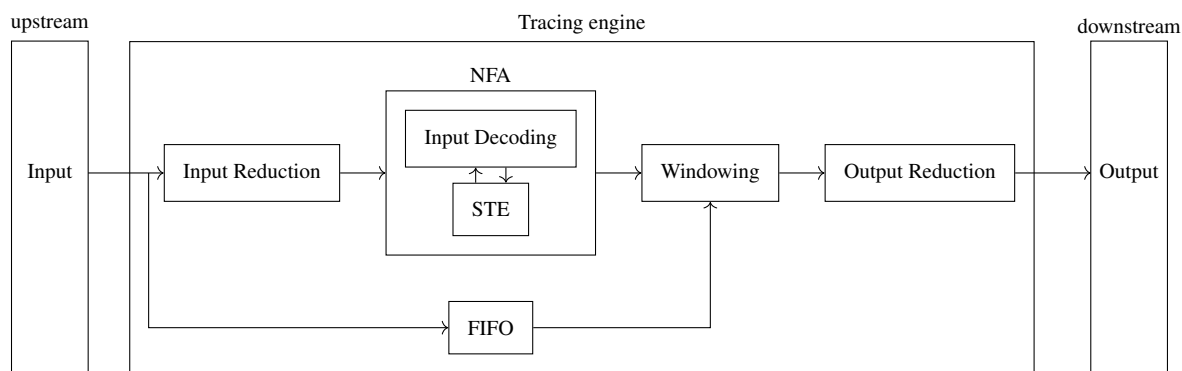 upstream
Tracing engine
downstream
NFA
Input Decoding
Input
Input Reduction
Windowing
Output Reduction
Output
STE
FIFO